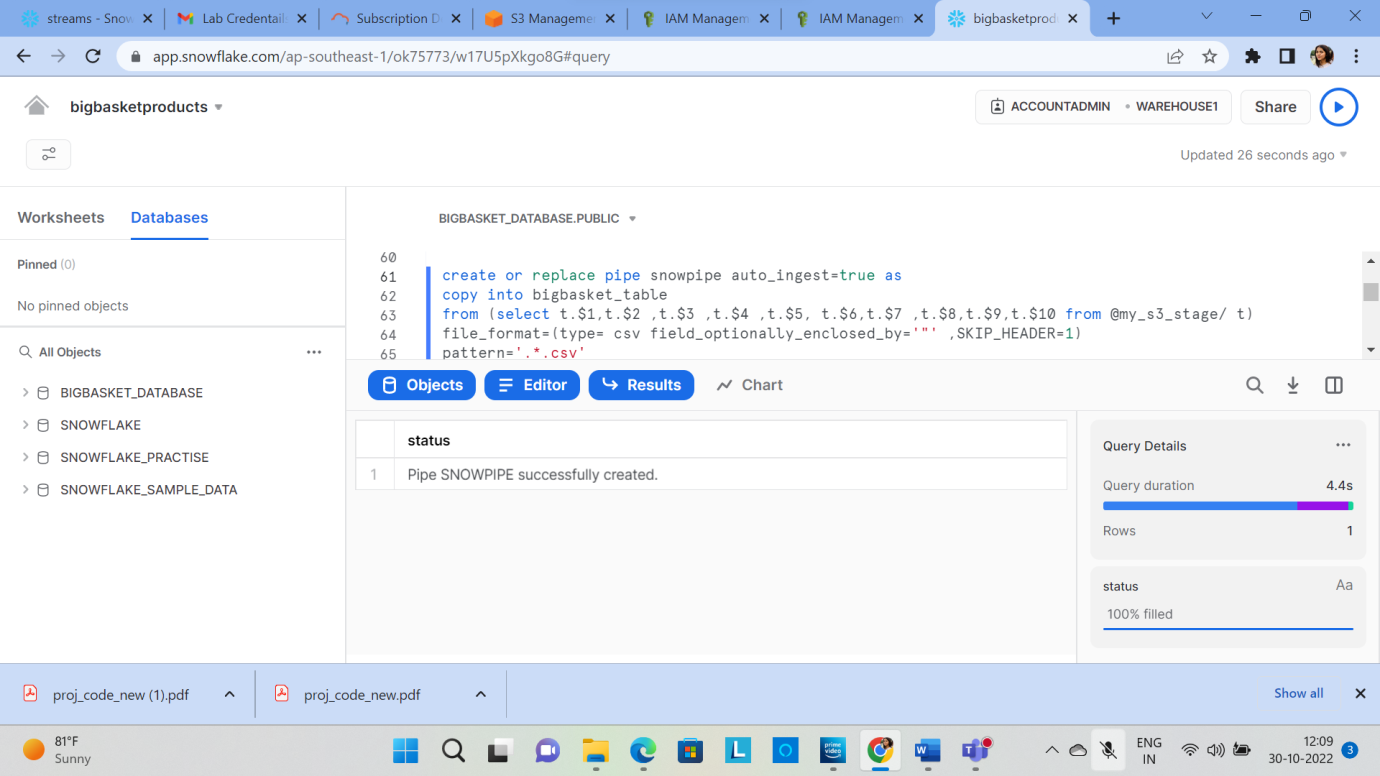 streams - Snow
Lab Credentials
Subscription D
S3 Manageme
IAM Managem
IAM Managem
bigbasketprod
app.snowflake.com/ap-southeast-1/ok75773/w17U5pXkgo8G#query
bigbasketproducts
ACCOUNTADMIN • WAREHOUSE1
Share
Updated 26 seconds ago
Worksheets
Databases
Pinned (0)
No pinned objects
All Objects
BIGBASKET_DATABASE
SNOWFLAKE
SNOWFLAKE_PRACTISE
SNOWFLAKE_SAMPLE_DATA
BIGBASKET_DATABASE.PUBLIC
60
61 create or replace pipe snowpipe auto_ingest=true as
62 copy into bigbasket_table
63 from (select t.$1,t.$2 ,t.$3 ,t.$4 ,t.$5, t.$6,t.$7 ,t.$8,t.$9,t.$10 from @my_s3_stage/ t)
64 file_format=(type= csv field_optionally_enclosed_by='"' ,SKIP_HEADER=1)
65 pattern='.*.csv'
Objects
Editor
Results
Chart
status
1 Pipe SNOWPIPE successfully created.
Query Details
Query duration 4.4s
Rows 1
status Aa
100% filled
proj_code_new (1).pdf
proj_code_new.pdf
Show all
81°F
Sunny
L
prime video
W
T
ENG
IN
12:09
30-10-2022
3